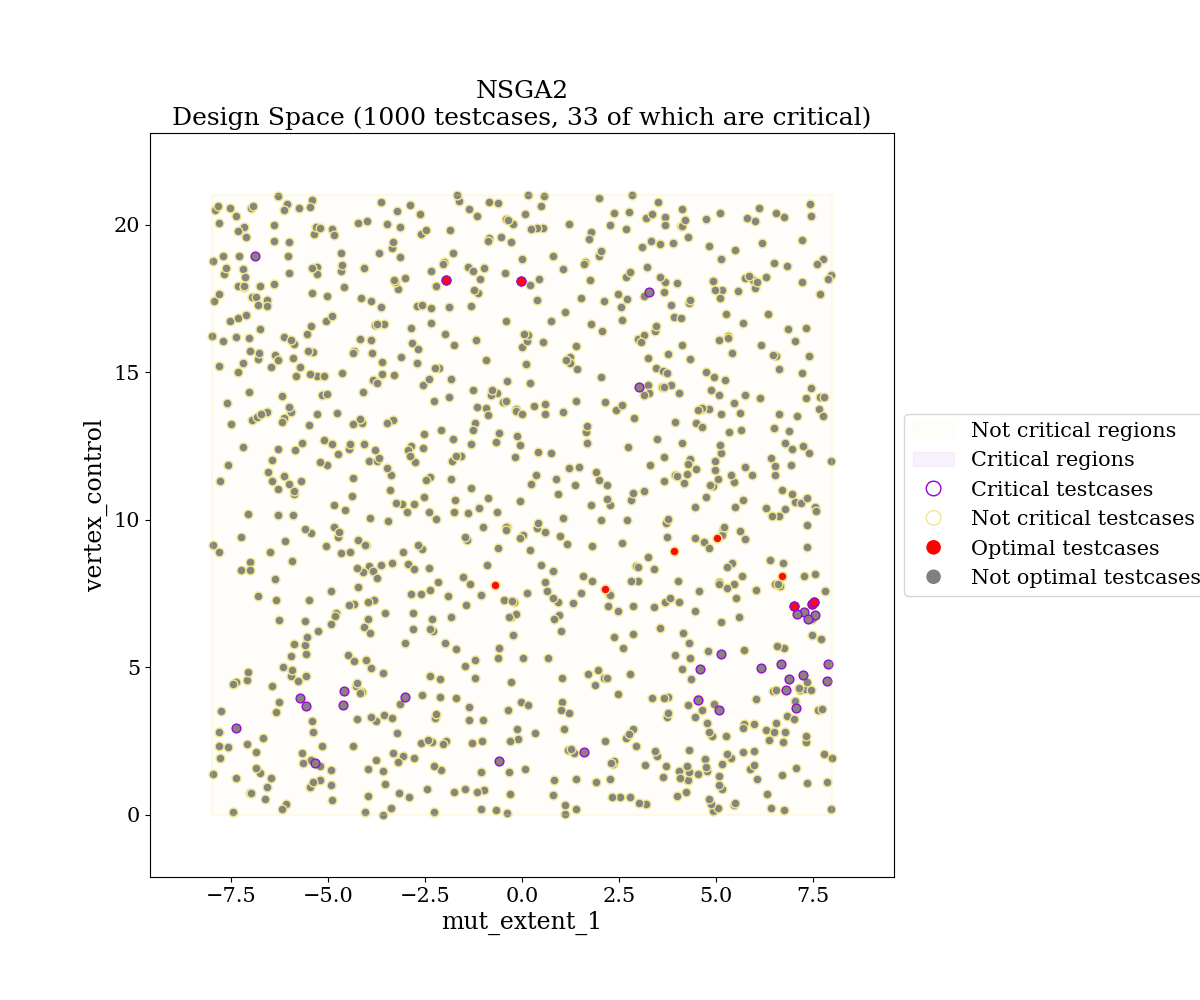 NSGA2
Design Space (1000 testcases, 33 of which are critical)
20
15
10
5
0
vertex_control
−7.5
−5.0
−2.5
0.0
2.5
5.0
7.5
mut_extent_1
Not critical regions
Critical regions
Critical testcases
Not critical testcases
Optimal testcases
Not optimal testcases